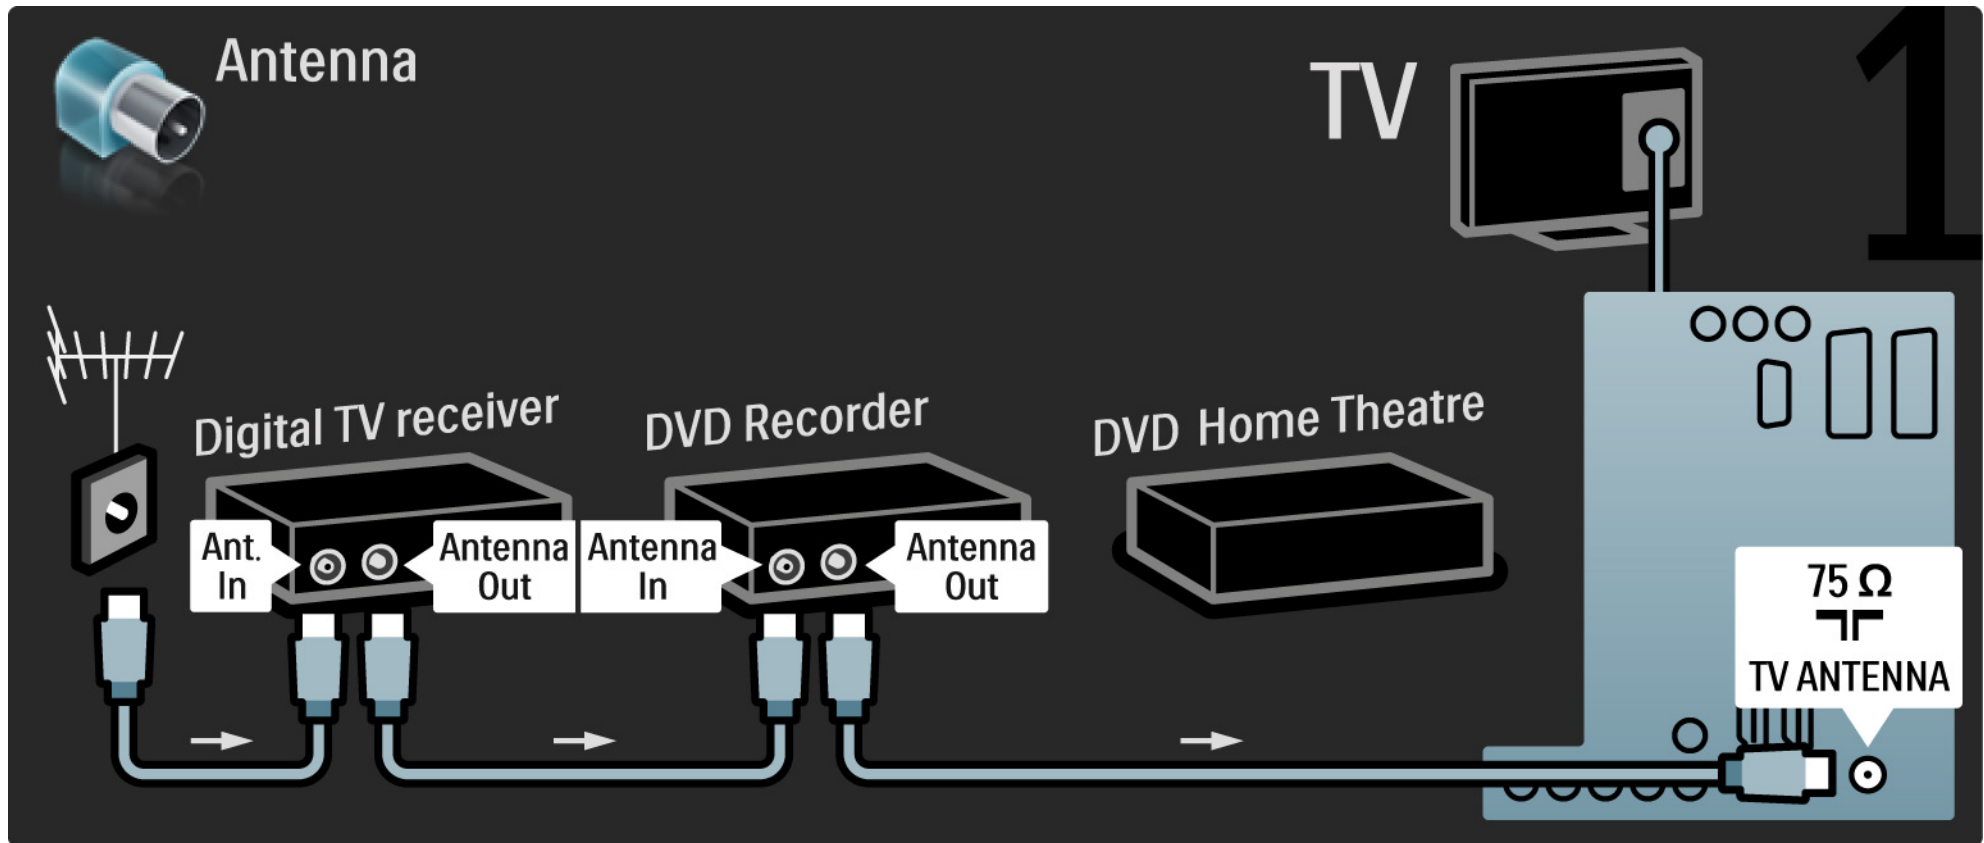 Antenna
TV
1
Digital TV receiver
DVD Recorder
DVD Home Theatre
Ant.
In
Antenna
Out
Antenna
In
Antenna
Out
75 Ω
TV ANTENNA